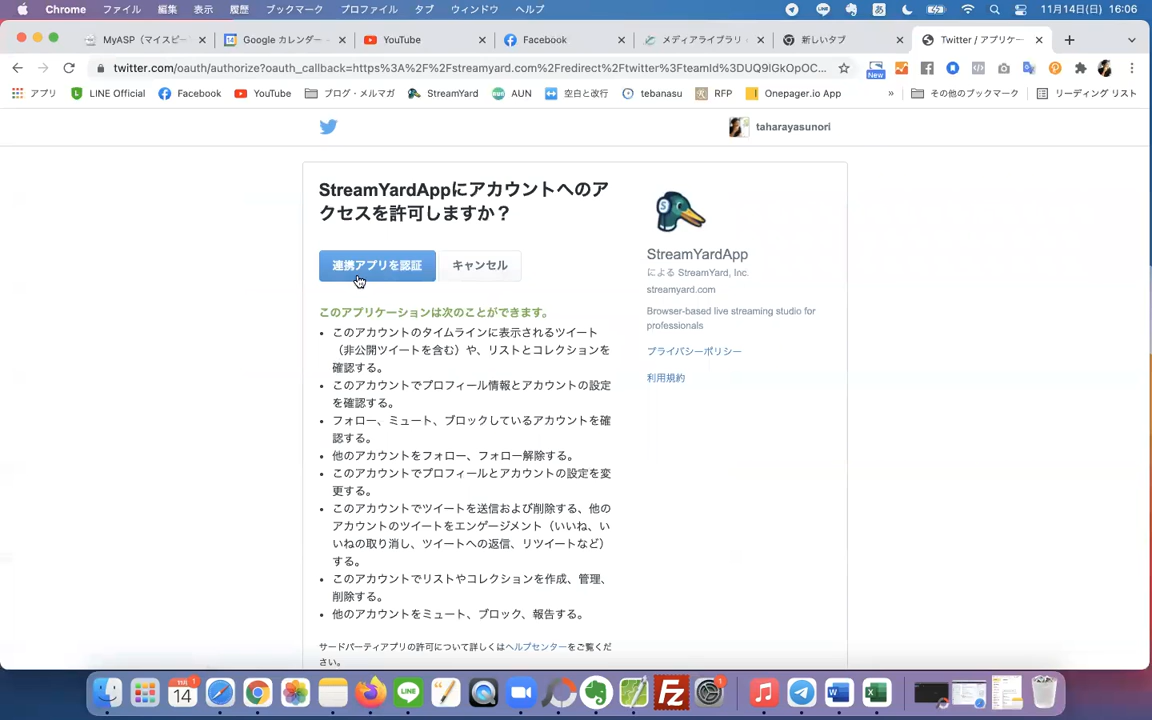 Chrome ファイル 編集 表示 履歴 ブックマーク プロファイル タブ ウィンドウ ヘルプ 11月14日(日) 16:06
MyASP（マイスピー Google カレンダー - YouTube Facebook メディアライブラリ 新しいタブ Twitter / アプリケー
twitter.com/oauth/authorize?oauth_callback=https%3A%2F%2Fstreamyard.com%2Fredirect%2Ftwitter%3FteamId%3DUQ9lGkOpOC... New
アプリ LINE Official Facebook YouTube ブログ・メルマガ StreamYard AUN 空白と改行 tebanasu RFP Onepager.io App » その他のブックマーク リーディング リスト
taharayasunori
StreamYardAppにアカウントへのア
クセスを許可しますか？
連携アプリを認証 キャンセル
このアプリケーションは次のことができます。
• このアカウントのタイムラインに表示されるツイート
（非公開ツイートを含む）や、リストとコレクションを
確認する。
• このアカウントでプロフィール情報とアカウントの設定
を確認する。
• フォロー、ミュート、ブロックしているアカウントを確
認する。
• 他のアカウントをフォロー、フォロー解除する。
• このアカウントでプロフィールとアカウントの設定を変
更する。
• このアカウントでツイートを送信および削除する、他の
アカウントのツイートをエンゲージメント（いいね、い
いねの取り消し、ツイートへの返信、リツイートなど）
する。
• このアカウントでリストやコレクションを作成、管理、
削除する。
• 他のアカウントをミュート、ブロック、報告する。
サードパーティアプリの許可について詳しくはヘルプセンターをご覧くだ
さい。
StreamYardApp
による StreamYard, Inc.
streamyard.com
Browser-based live streaming studio for
professionals
プライバシーポリシー
利用規約